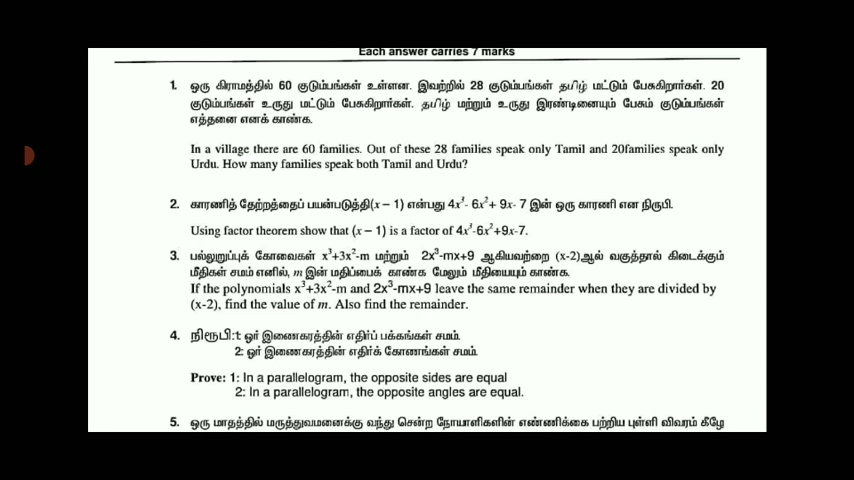 Each answer carries 7 marks
1. ஒரு கிராமத்தில் 60 குடும்பங்கள் உள்ளன. இவற்றில் 28 குடும்பங்கள் தமிழ் மட்டும் பேசுகிறார்கள். 20
குடும்பங்கள் உருது மட்டும் பேசுகிறார்கள். தமிழ் மற்றும் உருது இரண்டினையும் பேசும் குடும்பங்கள்
எத்தனை எனக் காண்க.
In a village there are 60 families. Out of these 28 families speak only Tamil and 20families speak only
Urdu. How many families speak both Tamil and Urdu?
2. காரணித் தேற்றத்தைப் பயன்படுத்தி(x – 1) என்பது 4x³- 6x²+ 9x- 7 இன் ஒரு காரணி என நிருபி.
Using factor theorem show that (x – 1) is a factor of 4x³-6x²+9x-7.
3. பல்லுறுப்புக் கோவைகள் x³+3x²-m மற்றும் 2x³-mx+9 ஆகியவற்றை (x-2)ஆல் வகுத்தால் கிடைக்கும்
மீதிகள் சமம் எனில், m இன் மதிப்பைக் காண்க மேலும் மீதியையும் காண்க.
If the polynomials x³+3x²-m and 2x³-mx+9 leave the same remainder when they are divided by
(x-2), find the value of m. Also find the remainder.
4. நிரூபி:1: ஓர் இணைகரத்தின் எதிர்ப் பக்கங்கள் சமம்.
2: ஓர் இணைகரத்தின் எதிர்க் கோணங்கள் சமம்.
Prove: 1: In a parallelogram, the opposite sides are equal
2: In a parallelogram, the opposite angles are equal.
5. ஒரு மாதத்தில் மருத்துவமனைக்கு வந்து சென்ற நோயாளிகளின் எண்ணிக்கை பற்றிய புள்ளி விவரம் கீழே